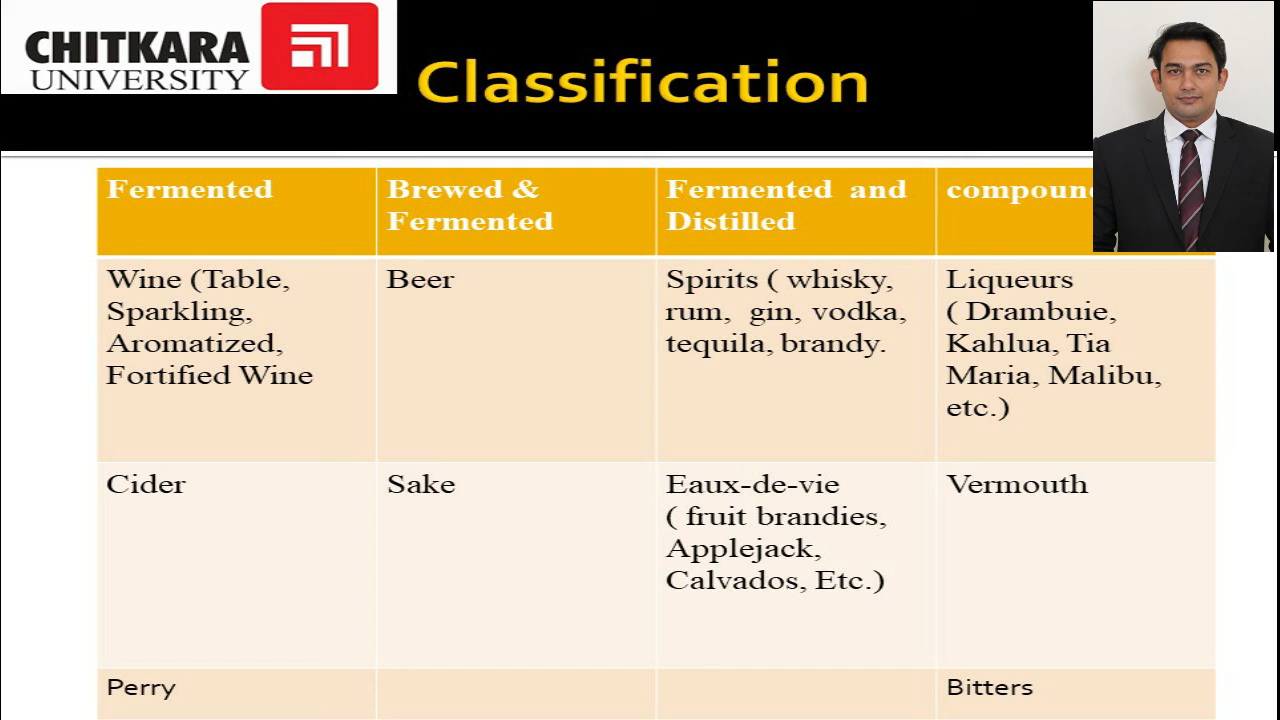 CHITKARA
UNIVERSITY
Classification
Fermented
Brewed &
Fermented
Fermented and
Distilled
Wine (Table,
Sparkling,
Aromatized,
Fortified Wine
Beer
Spirits ( whisky,
rum, gin, vodka,
tequila, brandy.
Liqueurs
( Drambuie,
Kahlua, Tia
Maria, Malibu,
etc.)
Cider
Sake
Eaux-de-vie
( fruit brandies,
Applejack,
Calvados, Etc.)
Vermouth
Perry
Bitters